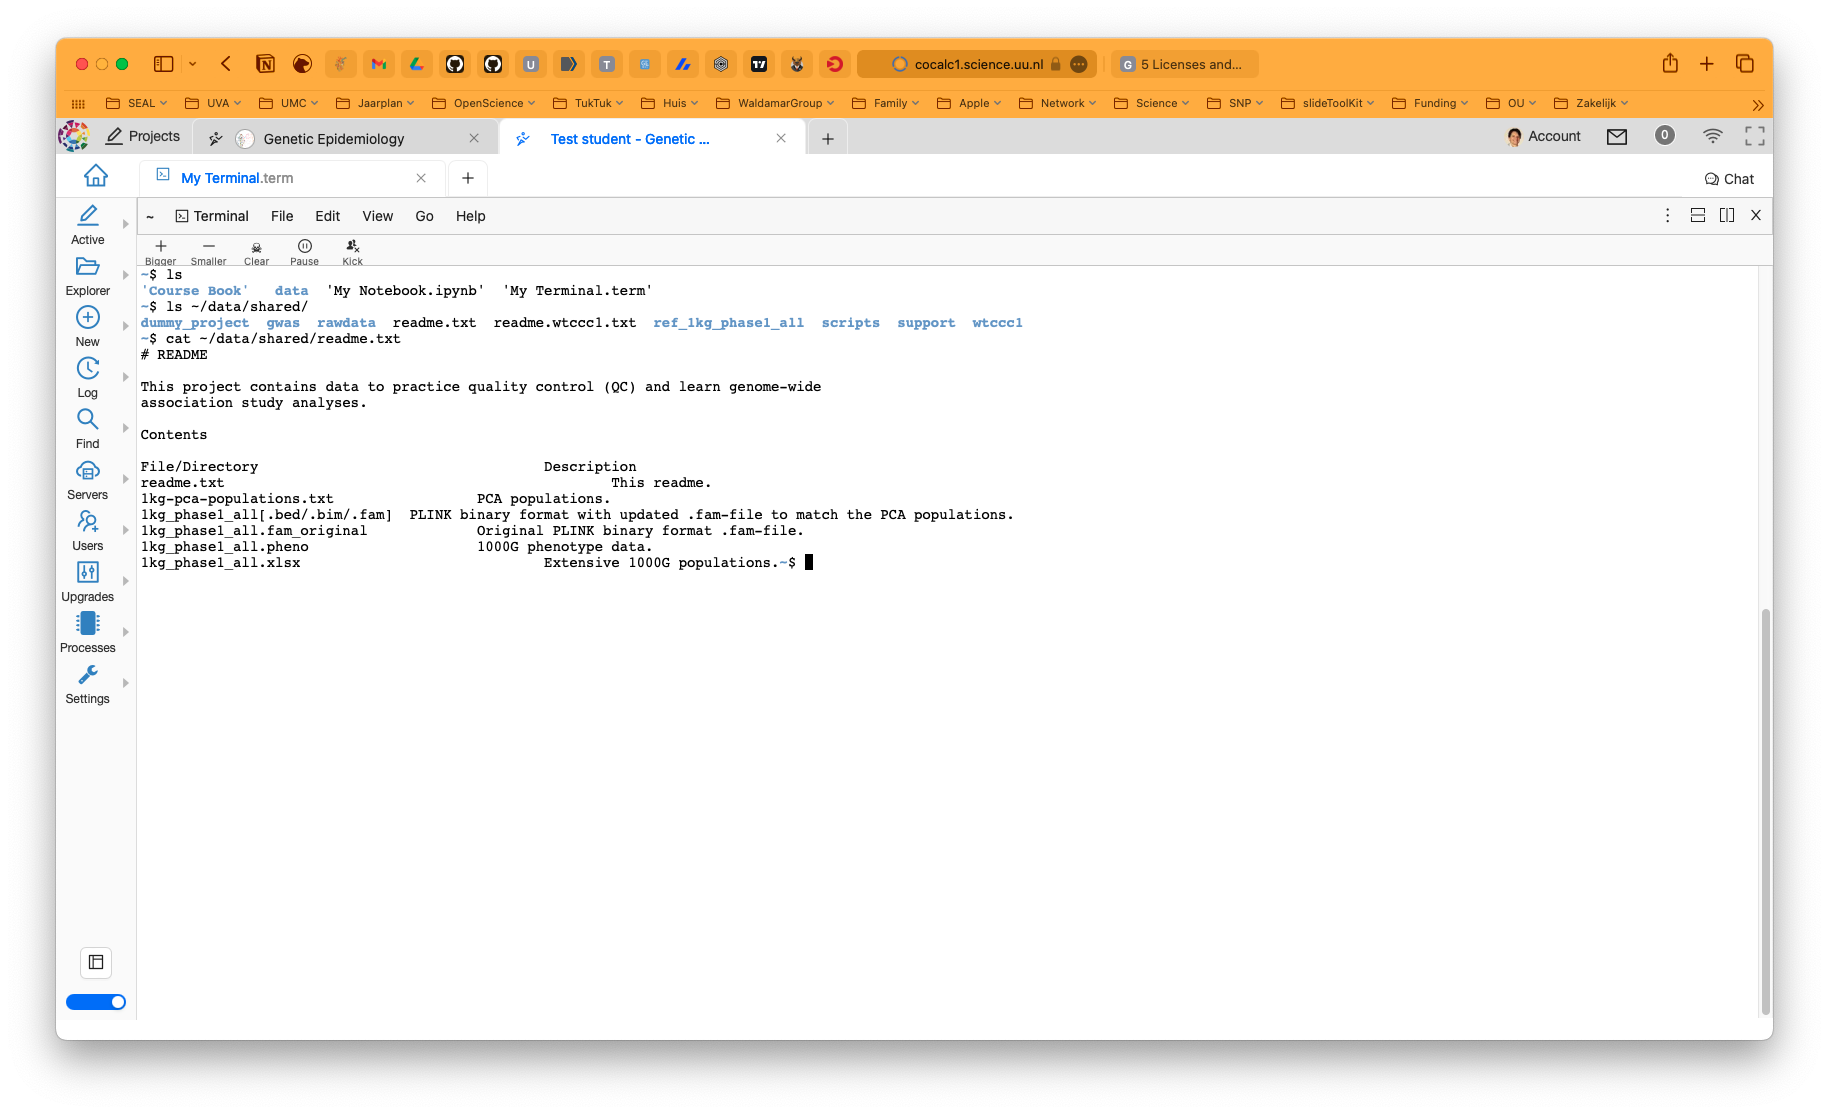 cocalc1.science.uu.nl
G 5 Licenses and...
SEAL UVA UMC Jaarplan OpenScience TukTuk Huis WaldamarGroup Family Apple Network Science SNP slideToolKit Funding OU Zakelijk
Projects Genetic Epidemiology Test student - Genetic ... Account 0
My Terminal.term Chat
~ Terminal File Edit View Go Help
Bigger Smaller Clear Pause Kick
Active
Explorer
New
Log
Find
Servers
Users
Upgrades
Processes
Settings
~$ ls
'Course Book' data 'My Notebook.ipynb' 'My Terminal.term'
~$ ls ~/data/shared/
dummy_project gwas rawdata readme.txt readme.wtccc1.txt ref_1kg_phase1_all scripts support wtccc1
~$ cat ~/data/shared/readme.txt
# README
This project contains data to practice quality control (QC) and learn genome-wide
association study analyses.
Contents
File/Directory Description
readme.txt This readme.
1kg-pca-populations.txt PCA populations.
1kg_phase1_all[.bed/.bim/.fam] PLINK binary format with updated .fam-file to match the PCA populations.
1kg_phase1_all.fam_original Original PLINK binary format .fam-file.
1kg_phase1_all.pheno 1000G phenotype data.
1kg_phase1_all.xlsx Extensive 1000G populations.~$